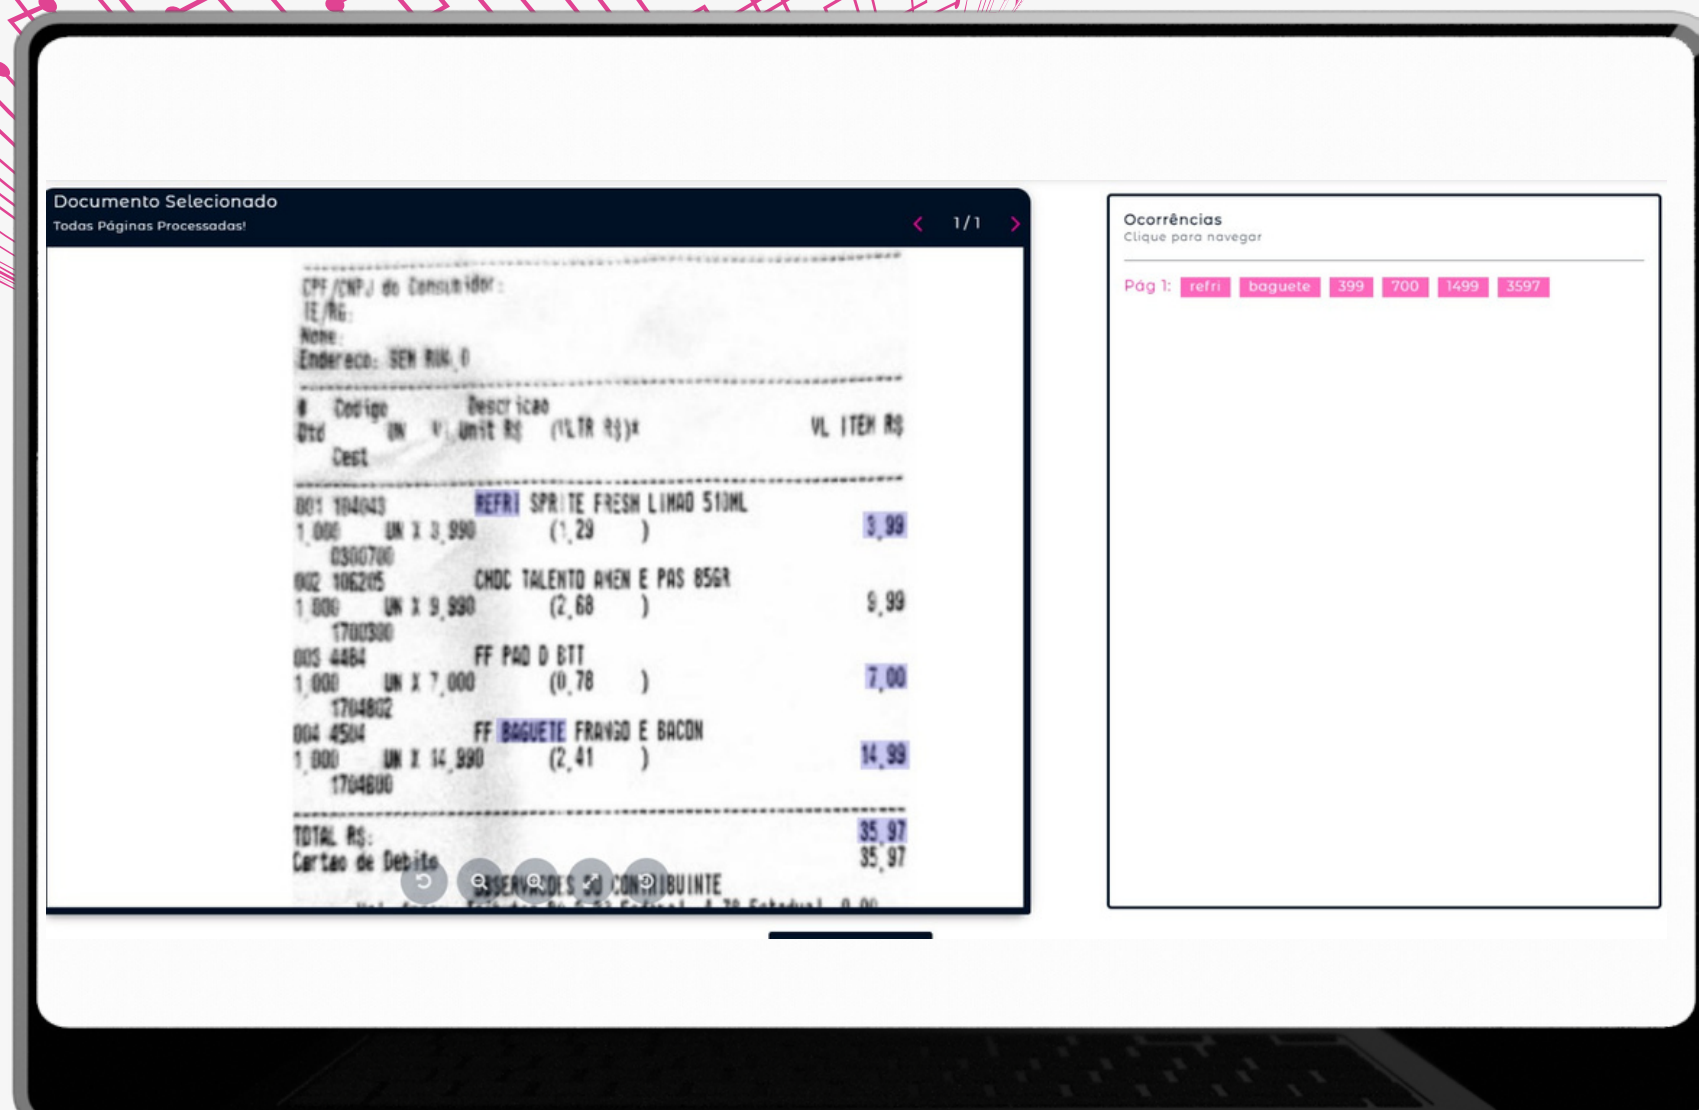 Documento Selecionado
Todas Páginas Processadas!
1/1
CPF/CNPJ do Consumidor:
IE/RG:
Nome:
Endereco: SEM RUA, 0
# Codigo Descricao
Qtd UN Vl Unit R$ (VLTR R$)* VL ITEM R$
Cest
001 104043 REFRI SPRITE FRESH LIMAO 510ML
1,000 UN X 3,990 (1,29 ) 3,99
0300700
002 106205 CHOC TALENTO AMEN E PAS 85GR
1,000 UN X 9,990 (2,68 ) 9,99
1700300
003 4484 FF PAO D BTT
1,000 UN X 7,000 (0,78 ) 7,00
1704802
004 4504 FF BAGUETE FRANGO E BACON
1,000 UN X 14,990 (2,41 ) 14,99
1704800
TOTAL R$: 35,97
Cartao de Debito 35,97
OBSERVACOES DO CONTRIBUINTE
Ocorrências
Clique para navegar
Pág 1: refri baguete 399 700 1499 3597